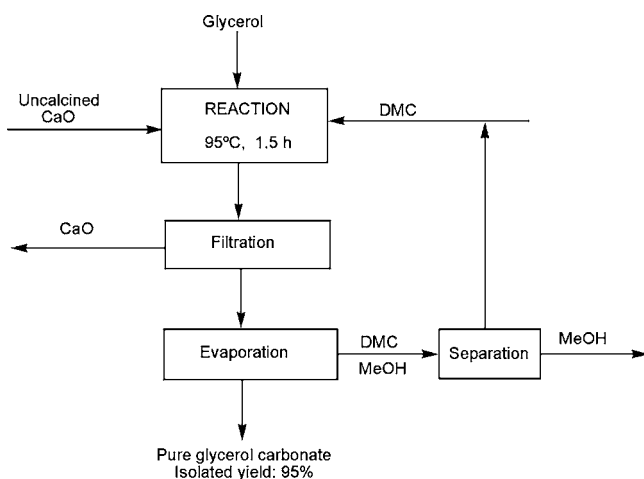 Glycerol
Uncalcined
CaO
REACTION
95ºC, 1.5 h
DMC
CaO
Filtration
Evaporation
DMC
MeOH
Separation
MeOH
Pure glycerol carbonate
Isolated yield: 95%